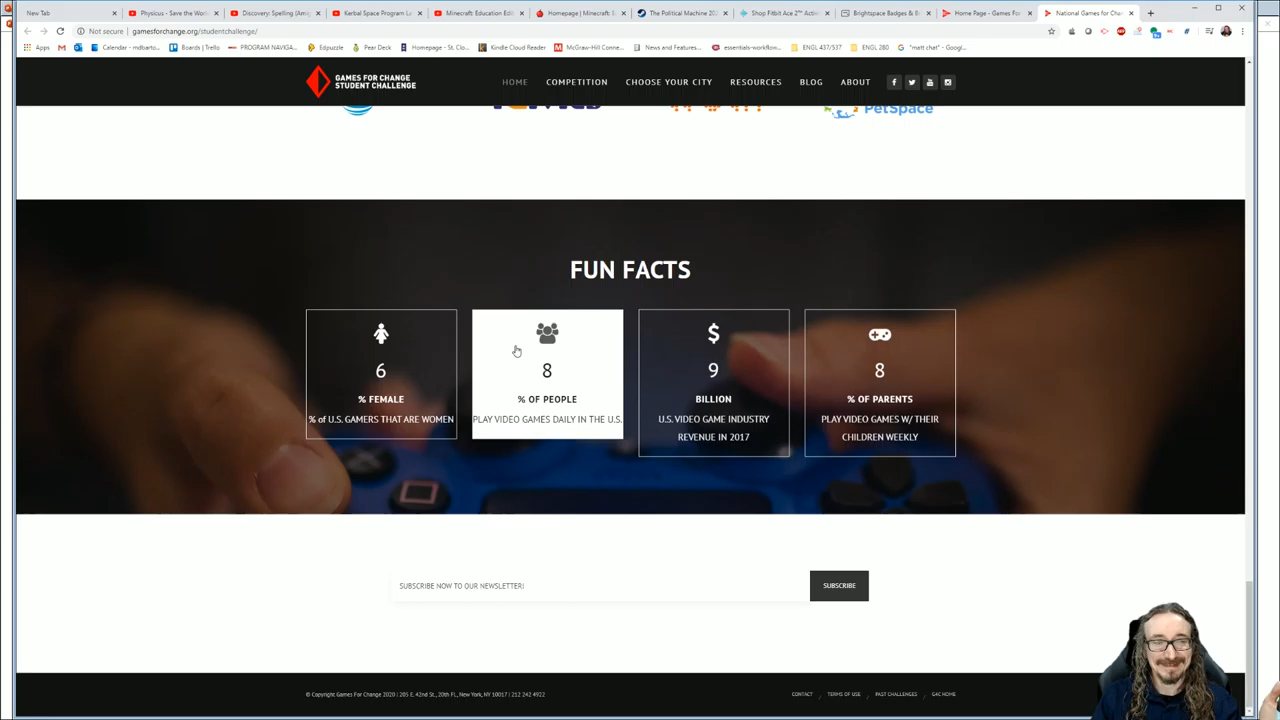 New Tab
Physicus - Save the Worl
Discovery: Spelling (Amig
Kerbal Space Program Le
Minecraft: Education Edi
Homepage | Minecraft: E
The Political Machine 202
Shop Fitbit Ace 2™ Activi
Brightspace Badges & B
Home Page - Games For
National Games for Cha
Not secure gamesforchange.org/studentchallenge/
Apps
Calendar - mdbarto...
Boards | Trello
PROGRAM NAVIGA...
Edpuzzle
Pear Deck
Homepage - St. Clo...
Kindle Cloud Reader
McGraw-Hill Connec...
News and Features...
essentials-workflow...
ENGL 437/537
ENGL 280
"matt chat" - Googl...
GAMES FOR CHANGE
STUDENT CHALLENGE
HOME
COMPETITION
CHOOSE YOUR CITY
RESOURCES
BLOG
ABOUT
PetSpace
FUN FACTS
6
% FEMALE
% of U.S. GAMERS THAT ARE WOMEN
8
% OF PEOPLE
PLAY VIDEO GAMES DAILY IN THE U.S.
$
9
BILLION
U.S. VIDEO GAME INDUSTRY
REVENUE IN 2017
8
% OF PARENTS
PLAY VIDEO GAMES W/ THEIR
CHILDREN WEEKLY
SUBSCRIBE NOW TO OUR NEWSLETTER!
SUBSCRIBE
© Copyright Games For Change 2020 | 205 E. 42nd St., 20th FL, New York, NY 10017 | 212 242 4922
CONTACT / TERMS OF USE / PAST CHALLENGES / G4C HOME